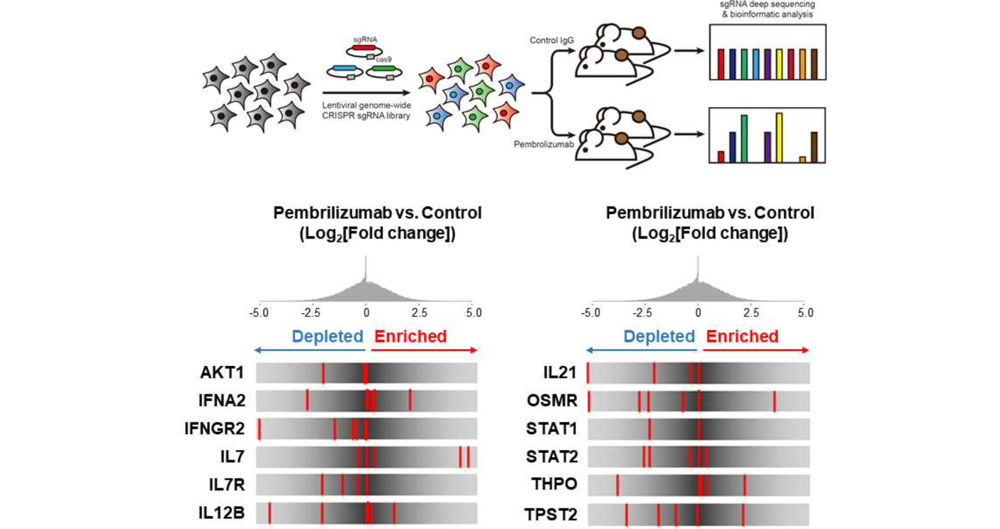 sgRNA deep sequencing
& bioinformatic analysis
sgRNA
cas9
Control IgG
Lentiviral genome-wide
CRISPR sgRNA library
Pembrolizumab
Pembrilizumab vs. Control
(Log2[Fold change])
-5.0 -2.5 0 2.5 5.0
Depleted Enriched
AKT1
IFNA2
IFNGR2
IL7
IL7R
IL12B
Pembrilizumab vs. Control
(Log2[Fold change])
-5.0 -2.5 0 2.5 5.0
Depleted Enriched
IL21
OSMR
STAT1
STAT2
THPO
TPST2